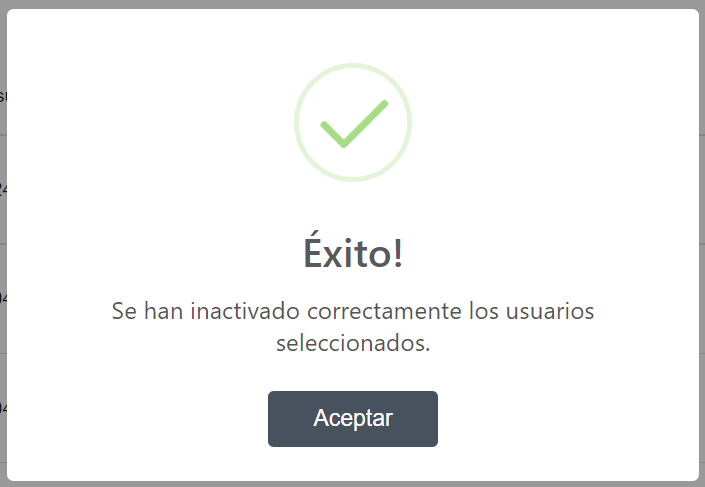 Éxito!
Se han inactivado correctamente los usuarios
seleccionados.
Aceptar